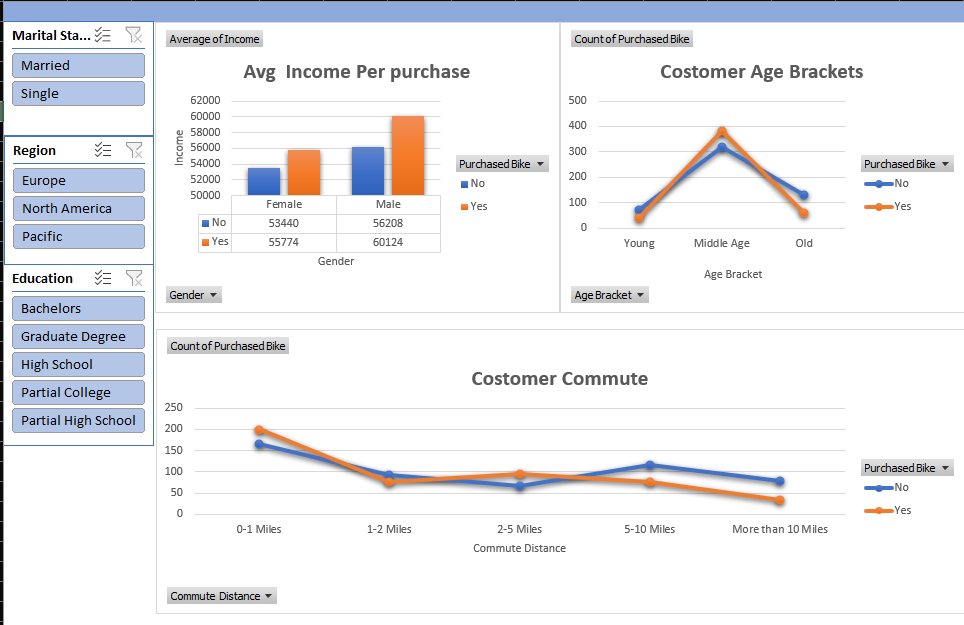 Marital Sta...
Married
Single
Region
Europe
North America
Pacific
Education
Bachelors
Graduate Degree
High School
Partial College
Partial High School
Average of Income
Avg Income Per purchase
62000
60000
58000
56000
54000
52000
50000
Income
Female Male
No 53440 56208
Yes 55774 60124
Gender
Purchased Bike
No
Yes
Gender
Count of Purchased Bike
Costomer Age Brackets
500
400
300
200
100
0
Young Middle Age Old
Age Bracket
Purchased Bike
No
Yes
Age Bracket
Count of Purchased Bike
Costomer Commute
250
200
150
100
50
0
0-1 Miles 1-2 Miles 2-5 Miles 5-10 Miles More than 10 Miles
Commute Distance
Purchased Bike
No
Yes
Commute Distance